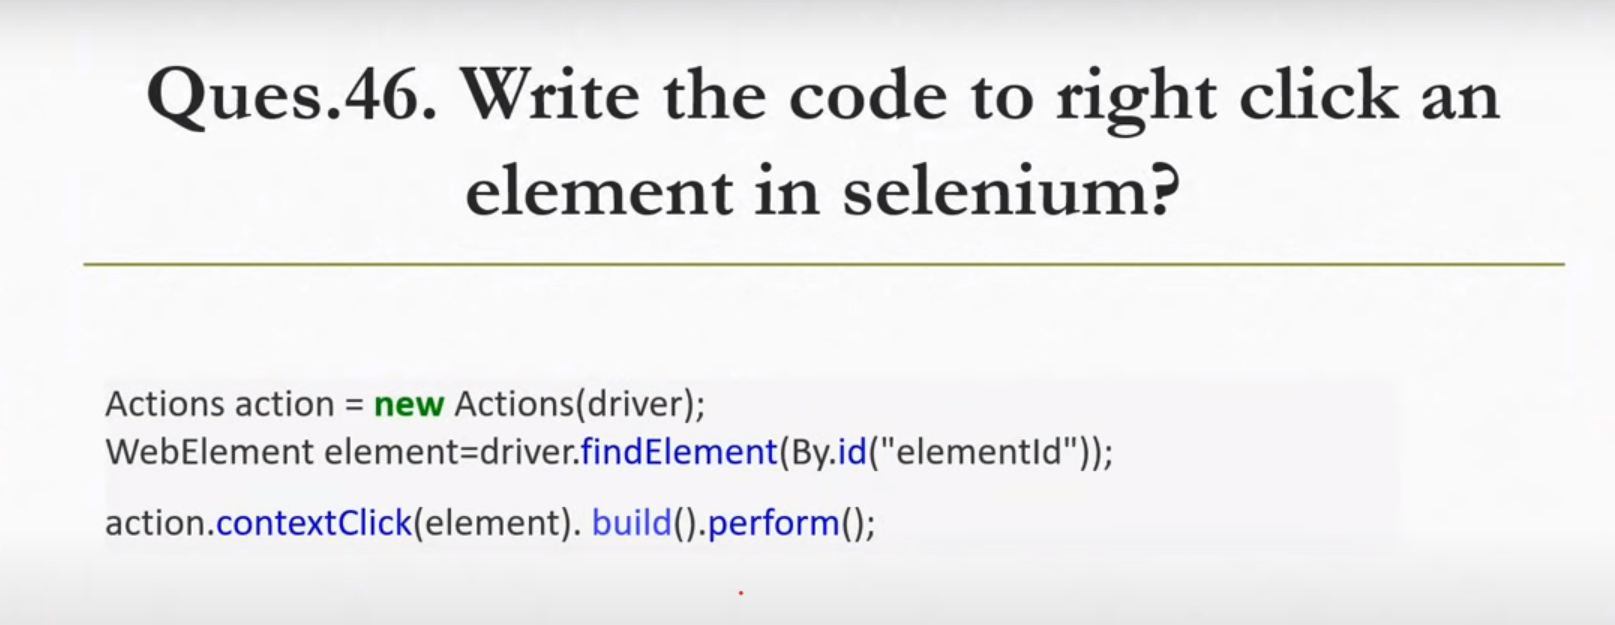 Ques.46. Write the code to right click an
element in selenium?
Actions action = new Actions(driver);
WebElement element=driver.findElement(By.id("elementId"));
action.contextClick(element). build().perform();